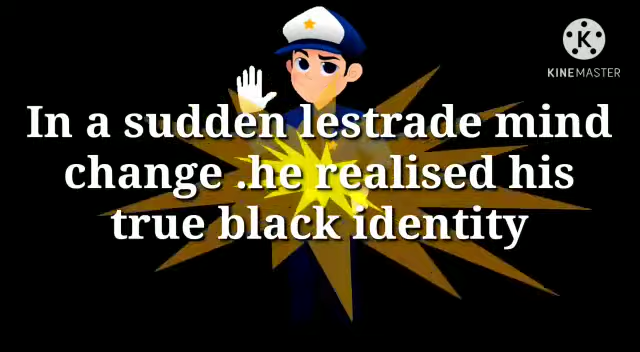 K
KINEMASTER
In a sudden lestrade mind
change .he realised his
true black identity